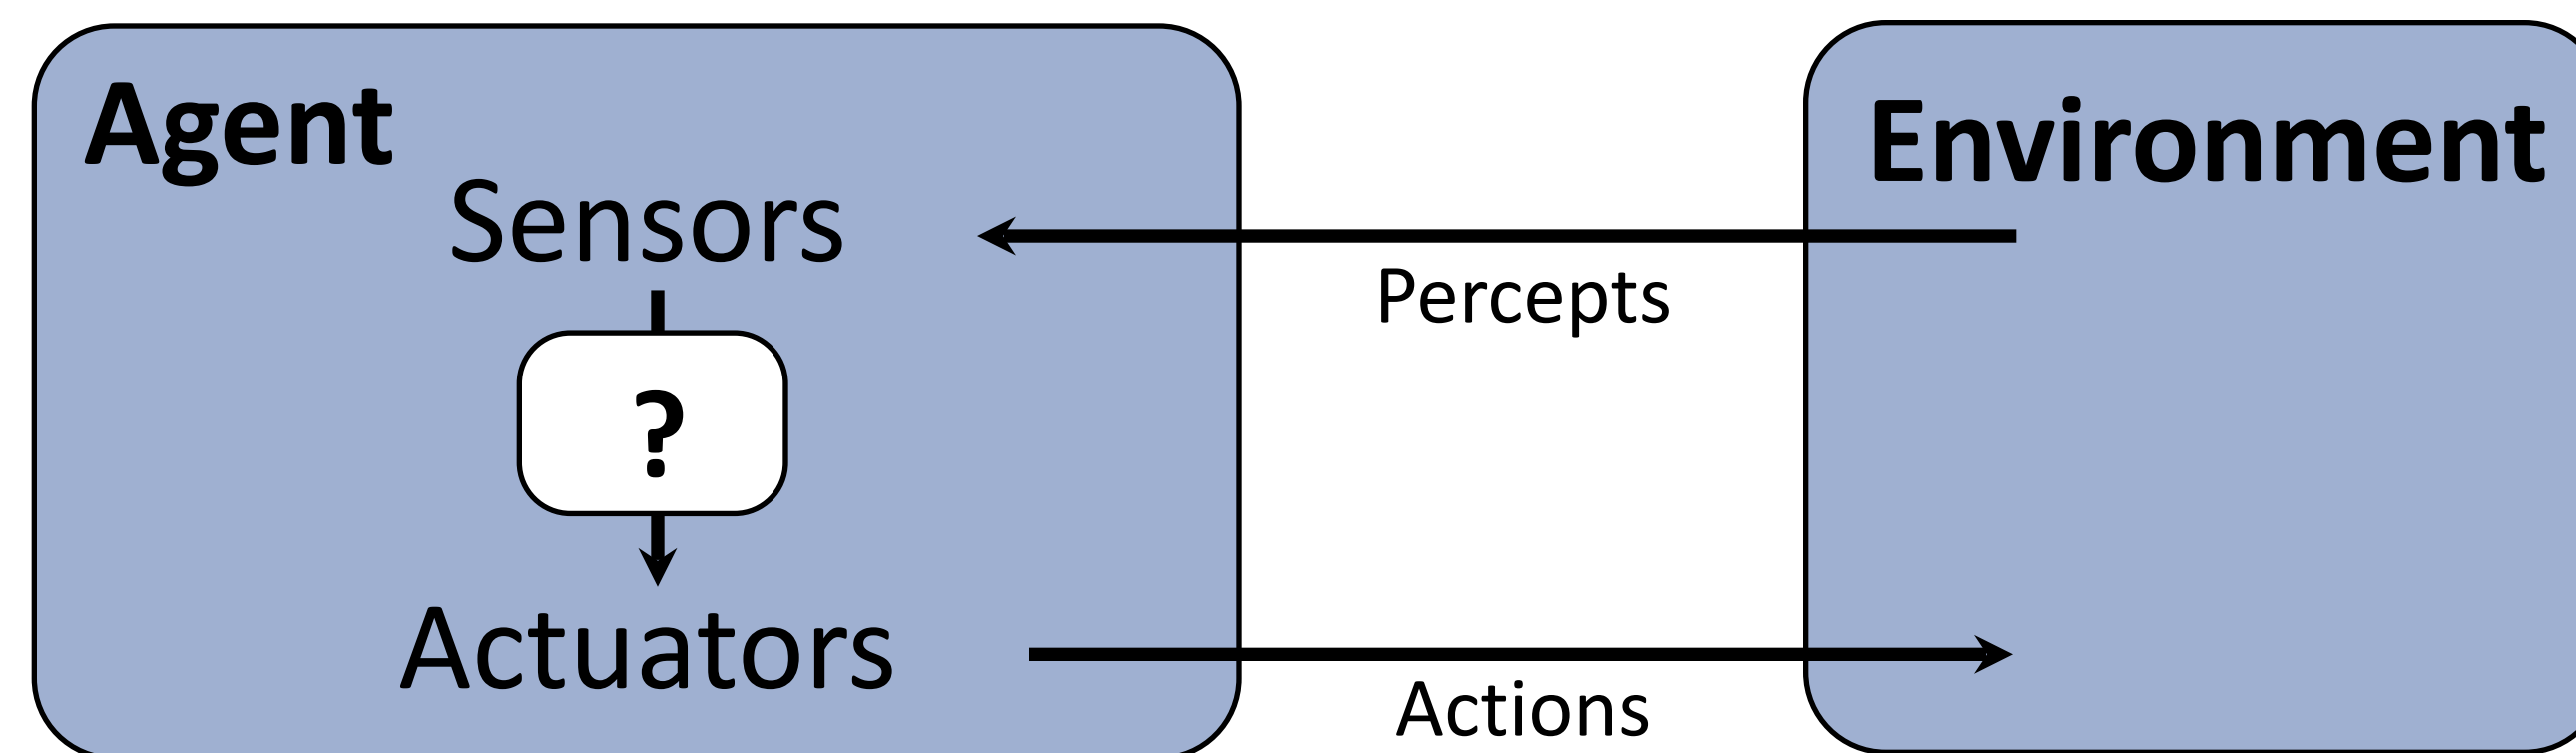 Agent
Environment
Sensors
Percepts
?
Actuators
Actions